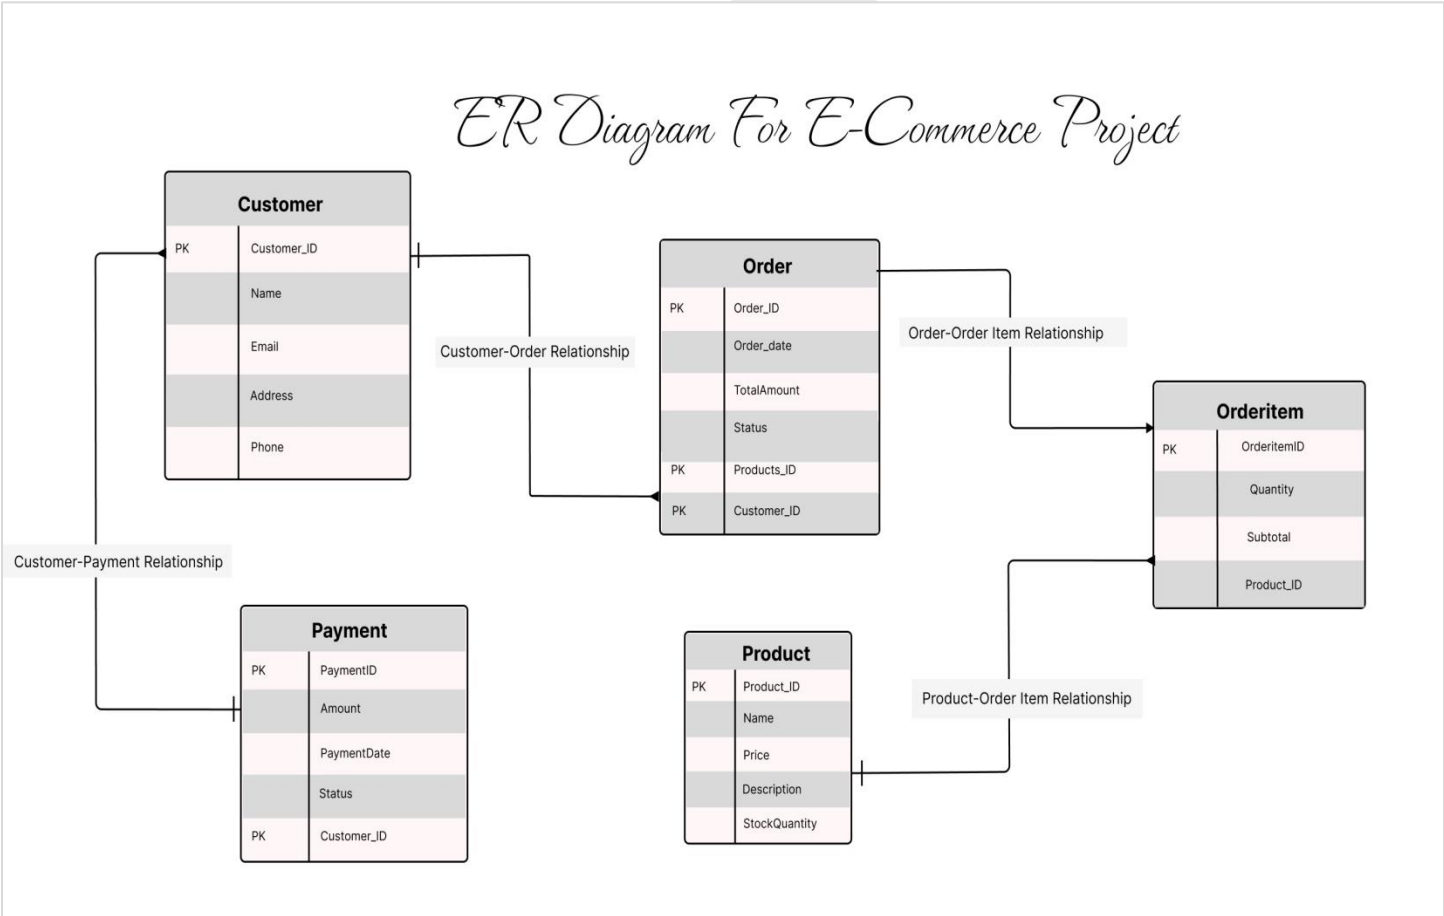 ER Diagram For E-Commerce Project
Customer
PK Customer_ID
Name
Email
Address
Phone
Customer-Order Relationship
Order
PK Order_ID
Order_date
TotalAmount
Status
PK Products_ID
PK Customer_ID
Order-Order Item Relationship
Orderitem
PK OrderitemID
Quantity
Subtotal
Product_ID
Customer-Payment Relationship
Payment
PK PaymentID
Amount
PaymentDate
Status
PK Customer_ID
Product
PK Product_ID
Name
Price
Description
StockQuantity
Product-Order Item Relationship